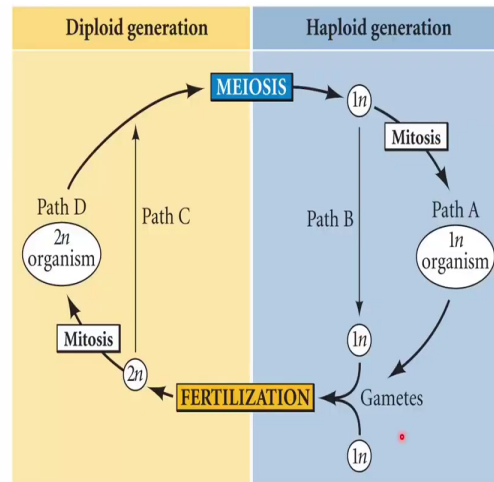 Diploid generation
Haploid generation
MEIOSIS
1n
Mitosis
Path D
2n
organism
Path C
Path B
Path A
1n
organism
Mitosis
2n
FERTILIZATION
1n
Gametes
1n